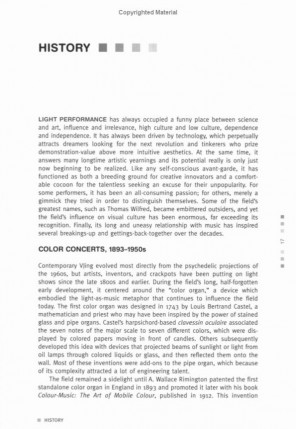 Copyrighted Material
HISTORY
LIGHT PERFORMANCE has always occupied a funny place between science
and art, influence and irrelevance, high culture and low culture, dependence
and independence. It has always been driven by technology, which perpetually
attracts dreamers looking for the next revolution and tinkerers who prize
demonstration-value above more intuitive aesthetics. At the same time, it
answers many longtime artistic yearnings and its potential really is only just
now beginning to be realized. Like any self-conscious avant-garde, it has
functioned as both a breeding ground for creative innovators and a comfort-
able cocoon for the talentless seeking an excuse for their unpopularity. For
some performers, it has been an all-consuming passion; for others, merely a
gimmick they tried in order to distinguish themselves. Some of the field's
greatest names, such as Thomas Wilfred, became embittered outsiders, and yet
the field's influence on visual culture has been enormous, far exceeding its
recognition. Finally, its long and uneasy relationship with music has inspired
several breakings-up and gettings-back-together over the decades.
COLOR CONCERTS, 1893–1950s
Contemporary VJing evolved most directly from the psychedelic projections of
the 1960s, but artists, inventors, and crackpots have been putting on light
shows since the late 1800s and earlier. During the field's long, half-forgotten
early development, it centered around the "color organ," a device which
embodied the light-as-music metaphor that continues to influence the field
today. The first color organ was designed in 1743 by Louis Bertrand Castel, a
mathematician and priest who may have been inspired by the power of stained
glass and pipe organs. Castel's harpsichord-based clavessin oculaire associated
the seven notes of the major scale to seven different colors, which were dis-
played by colored papers moving in front of candles. Others subsequently
developed this idea with devices that projected beams of sunlight or light from
oil lamps through colored liquids or glass, and then reflected them onto the
wall. Most of these inventions were add-ons to the pipe organ, which because
of its complexity attracted a lot of engineering talent.
The field remained a sidelight until A. Wallace Rimington patented the first
standalone color organ in England in 1893 and promoted it later with his book
Colour-Music: The Art of Mobile Colour, published in 1912. This invention
HISTORY